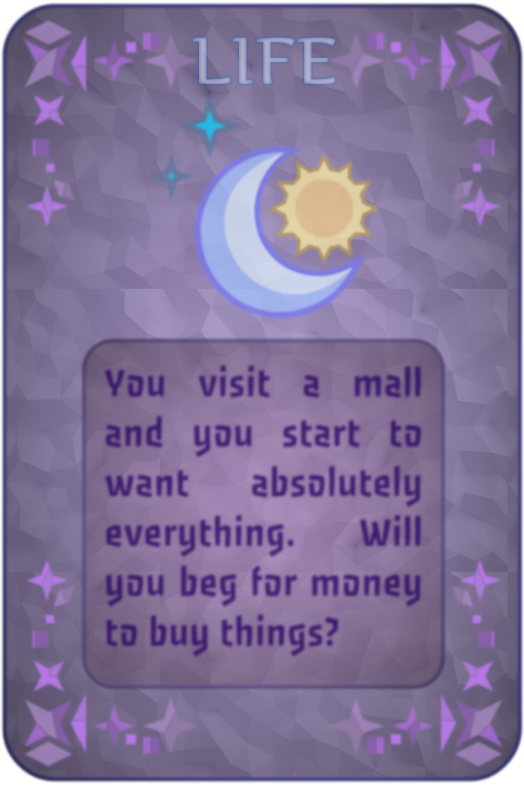 LIFE
You visit a mall
and you start to
want absolutely
everything. Will
you beg for money
to buy things?